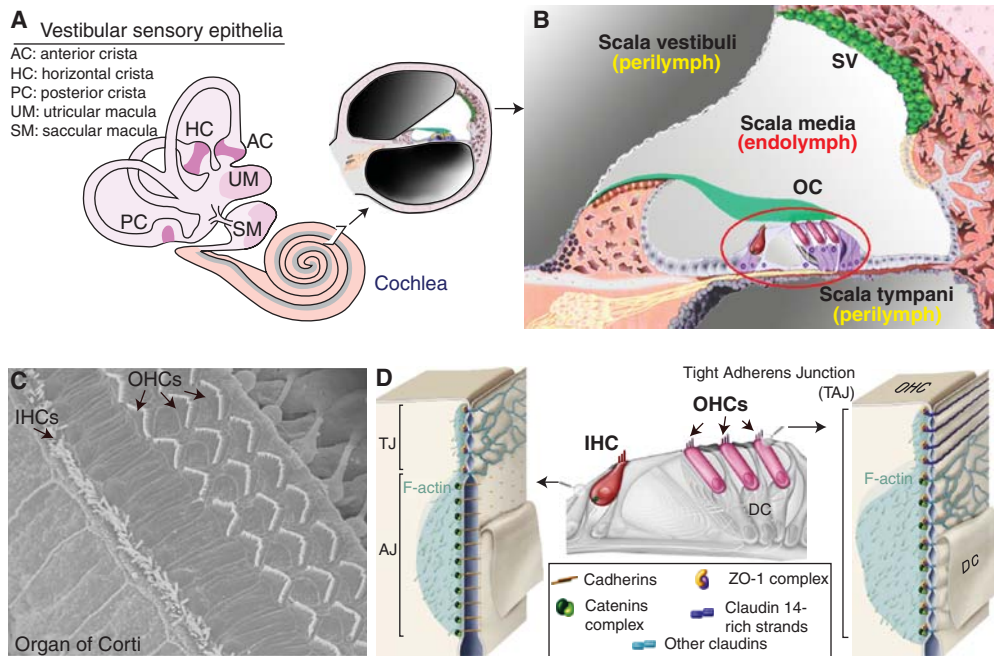 A
Vestibular sensory epithelia
AC: anterior crista
HC: horizontal crista
PC: posterior crista
UM: utricular macula
SM: saccular macula
HC
AC
UM
PC
SM
Cochlea
B
Scala vestibuli
(perilymph)
SV
Scala media
(endolymph)
OC
Scala tympani
(perilymph)
C
OHCs
IHCs
Organ of Corti
D
TJ
F-actin
AJ
Tight Adherens Junction
(TAJ)
OHCs
IHC
DC
OHC
F-actin
DC
Cadherins
ZO-1 complex
Catenins
complex
Claudin 14-
rich strands
Other claudins